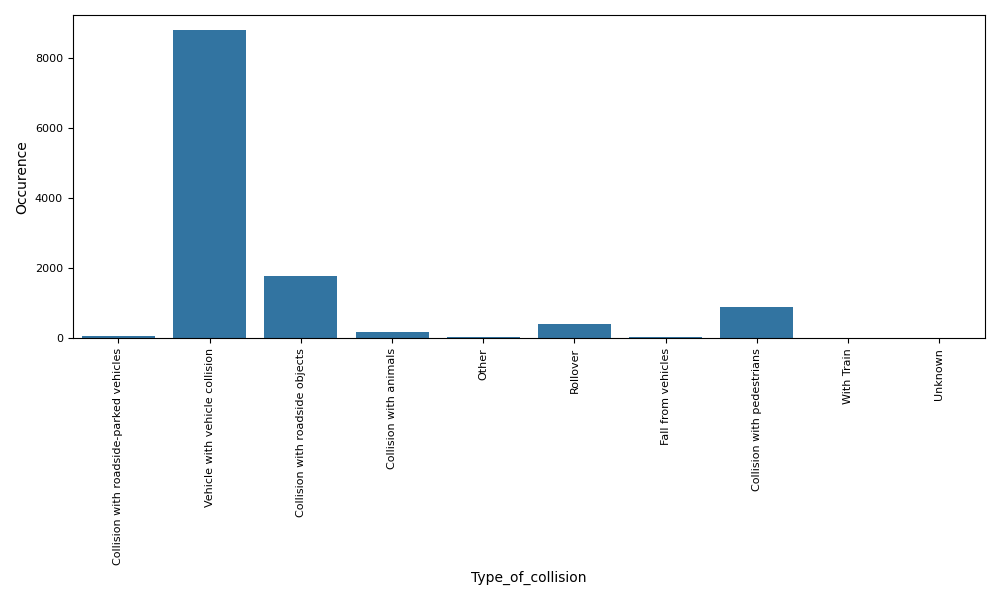 8000
6000
4000
2000
0
Occurence
Collision with roadside-parked vehicles
Vehicle with vehicle collision
Collision with roadside objects
Collision with animals
Other
Rollover
Fall from vehicles
Collision with pedestrians
With Train
Unknown
Type_of_collision